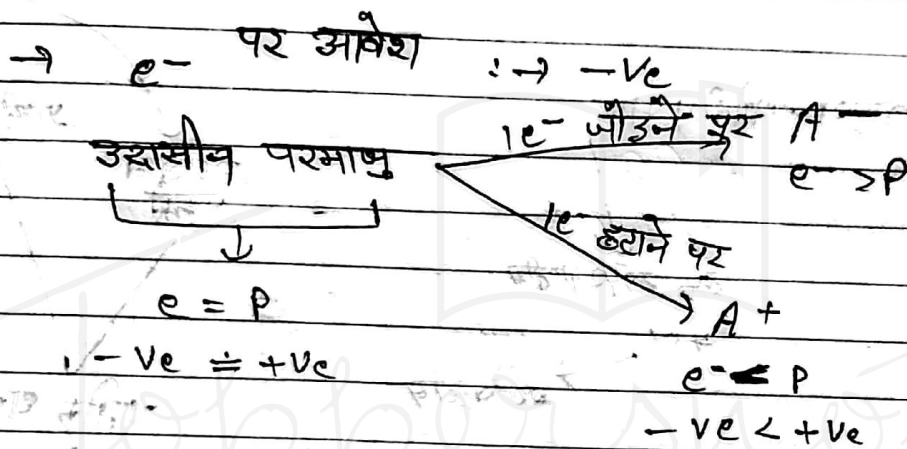 → e⁻ पर आवेश :→ -Ve
1e⁻ जोड़ने पर A⁻
उदासीन परमाणु
e⁻ > P
1e⁻ हटाने पर
e = P
A⁺
-Ve = +Ve
e⁻ < P
-Ve < +Ve